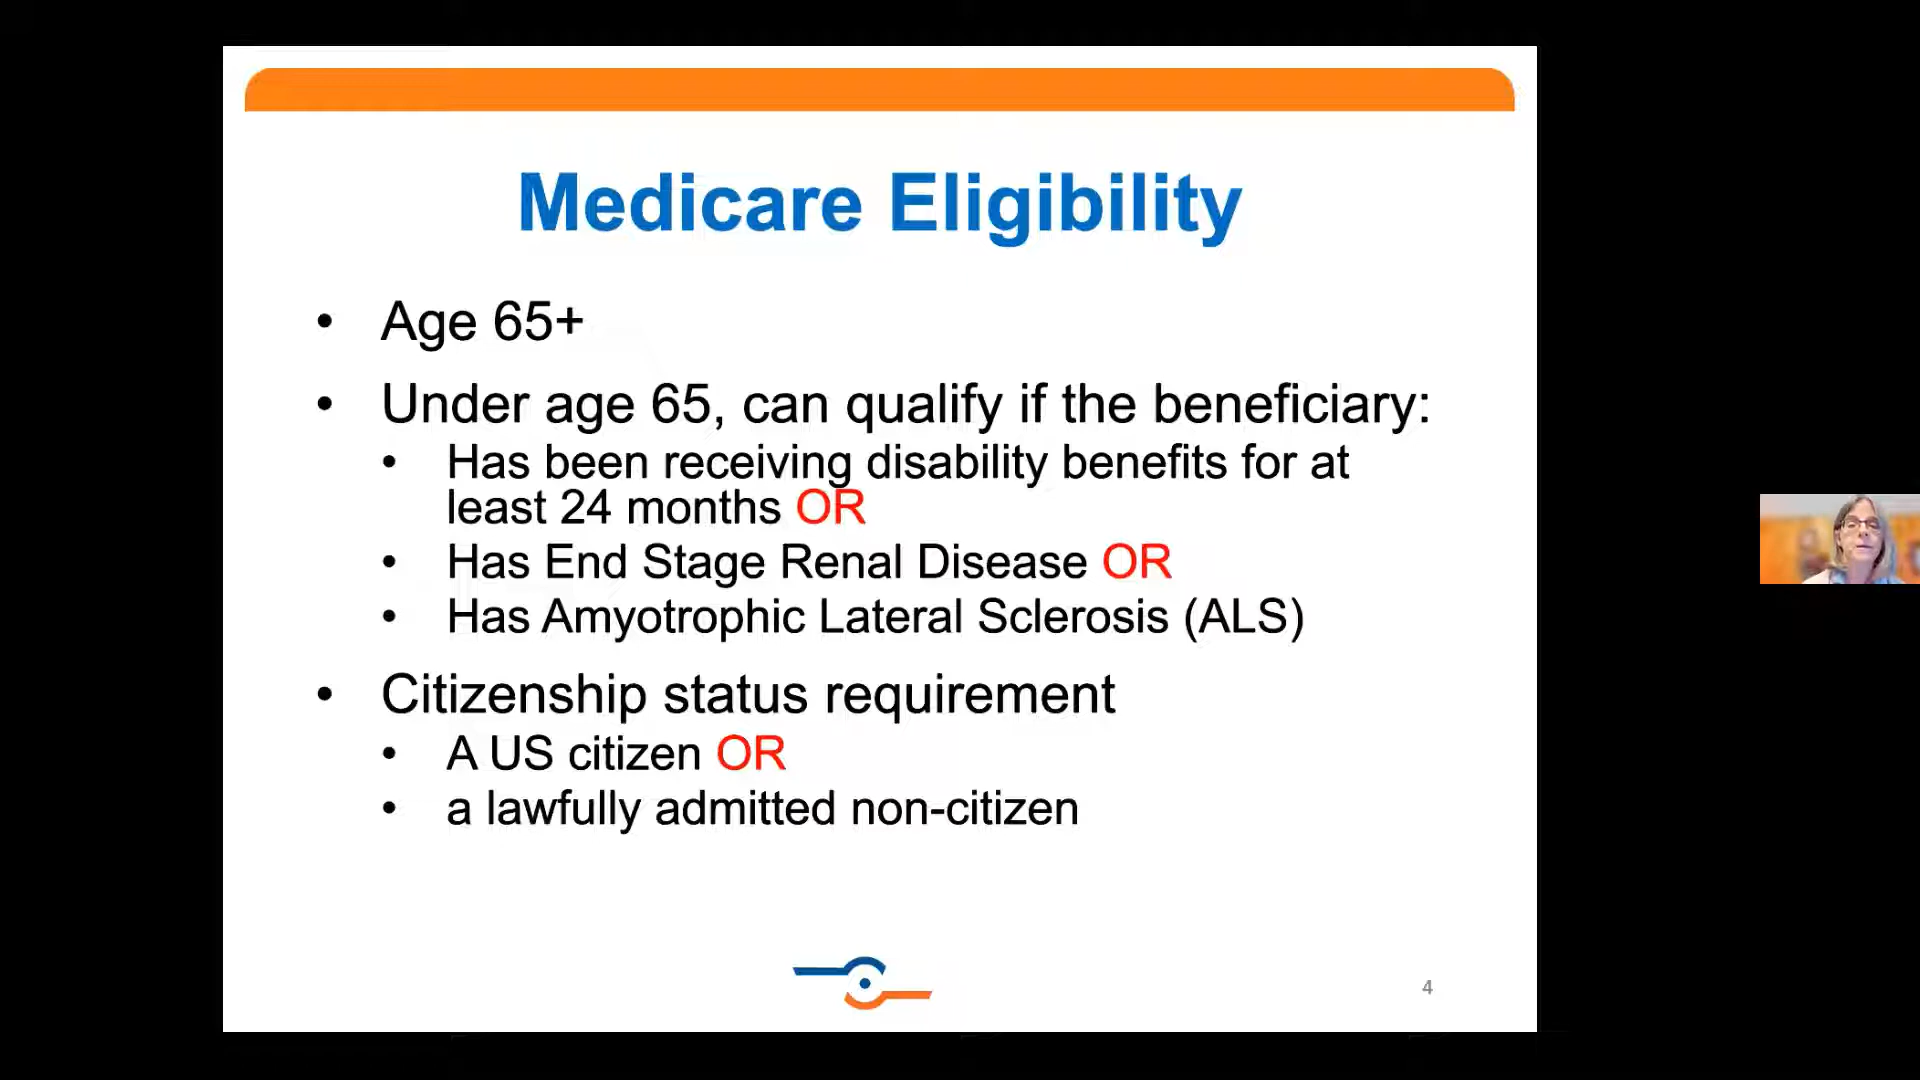 Medicare Eligibility
• Age 65+
• Under age 65, can qualify if the beneficiary:
• Has been receiving disability benefits for at
least 24 months OR
• Has End Stage Renal Disease OR
• Has Amyotrophic Lateral Sclerosis (ALS)
• Citizenship status requirement
• A US citizen OR
• a lawfully admitted non-citizen
4